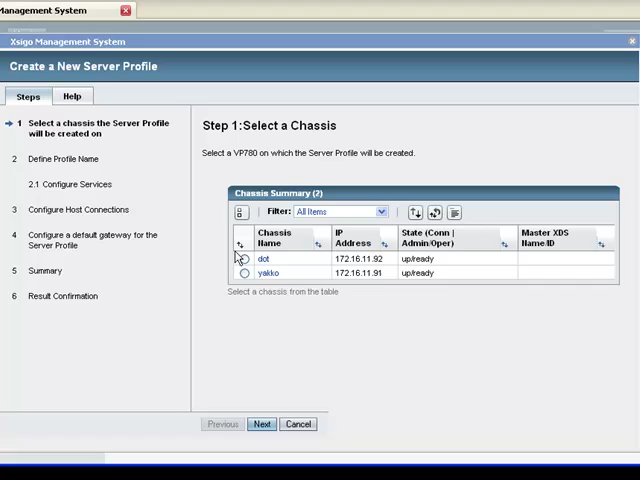 Management System
Xsigo Management System
Create a New Server Profile
Steps
Help
1 Select a chassis the Server Profile
will be created on
2 Define Profile Name
2.1 Configure Services
3 Configure Host Connections
4 Configure a default gateway for the
Server Profile
5 Summary
6 Result Confirmation
Step 1:Select a Chassis
Select a VP780 on which the Server Profile will be created.
Chassis Summary (2)
Filter: All Items
Chassis Name IP Address State (Conn | Admin/Oper) Master XDS Name/ID
dot 172.16.11.92 up/ready
yakko 172.16.11.91 up/ready
Select a chassis from the table
Previous Next Cancel